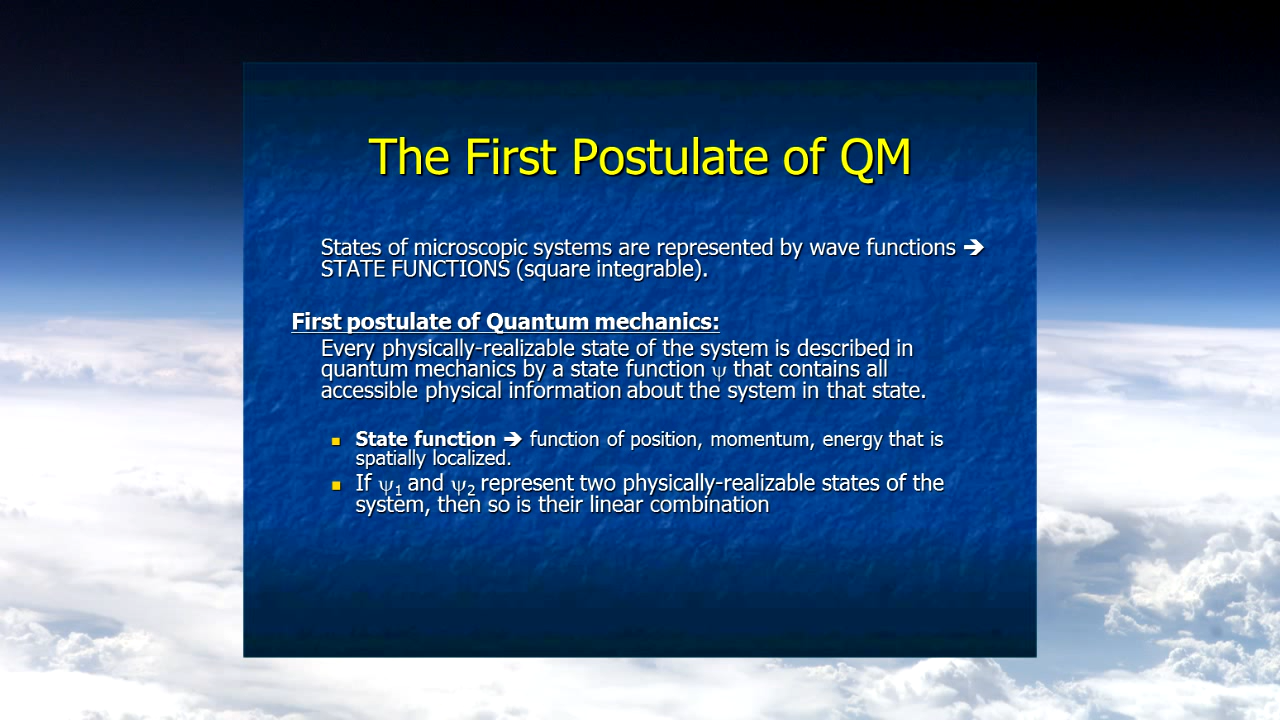 The First Postulate of QM
States of microscopic systems are represented by wave functions ➔
STATE FUNCTIONS (square integrable).
First postulate of Quantum mechanics:
Every physically-realizable state of the system is described in
quantum mechanics by a state function ψ that contains all
accessible physical information about the system in that state.
▪ State function ➔ function of position, momentum, energy that is
spatially localized.
▪ If ψ₁ and ψ₂ represent two physically-realizable states of the
system, then so is their linear combination